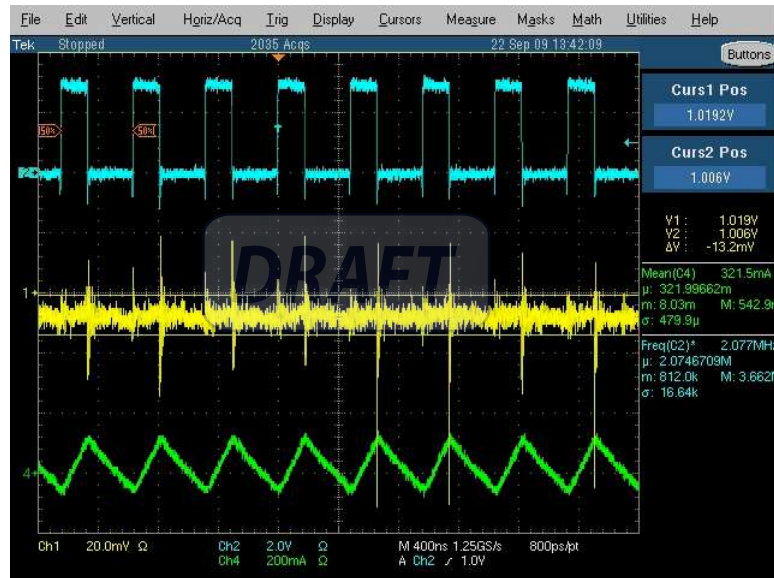 File Edit Vertical Horiz/Acq Trig Display Cursors Measure Masks Math Utilities Help
Tek Stopped 2035 Acqs 22 Sep 09 13:42:09
Buttons
Curs1 Pos
1.0192V
Curs2 Pos
1.006V
50%
50%
2
V1 : 1.019V
V2 : 1.006V
ΔV : -13.2mV
DRAFT
Mean(C4) 321.5mA
µ: 321.99662m
m: 8.03m M: 542.9m
σ: 479.9µ
1
Freq(C2)* 2.077MHz
µ: 2.0746709M
m: 812.0k M: 3.662M
σ: 16.64k
4
Ch1 20.0mV Ω Ch2 2.0V Ω M 400ns 1.25GS/s 800ps/pt
Ch4 200mA Ω A Ch2 ∕ 1.0V